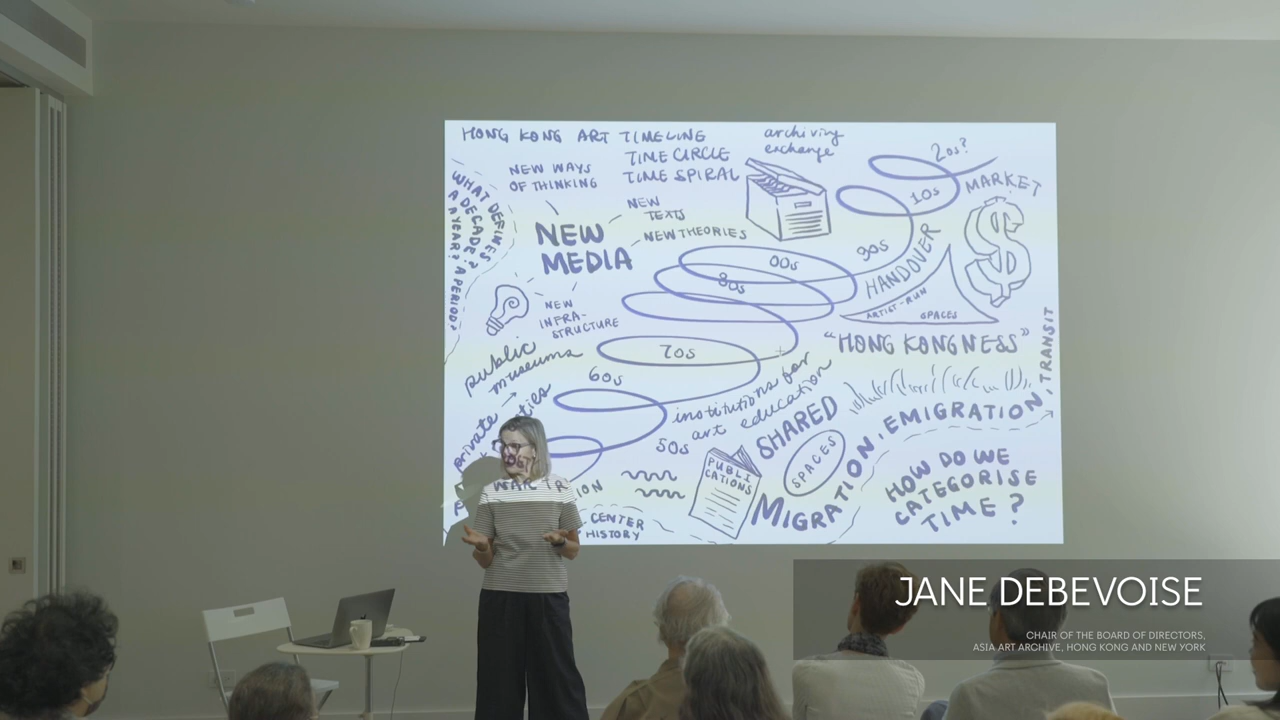 HONG KONG ART TIMELINE
TIME CIRCLE
TIME SPIRAL
archiving
exchange
20s?
10s
MARKET
NEW WAYS
OF THINKING
WHAT DEFINES
A DECADE?
A YEAR? A PERIOD?
NEW
TEXTS
NEW THEORIES
NEW
MEDIA
90s
HANDOVER
00s
80s
ARTIST-RUN
SPACES
NEW
INFRA-
STRUCTURE
"HONG KONGNESS"
public
museums
70s
60s
institutions for
art education
50s
private
SHARED
SPACES
PUBLI
CATIONS
MIGRATION, EMIGRATION, TRANSIT
HOW DO WE
CATEGORISE
TIME?
WAR
CENTER
HISTORY
JANE DEBEVOISE
CHAIR OF THE BOARD OF DIRECTORS,
ASIA ART ARCHIVE, HONG KONG AND NEW YORK